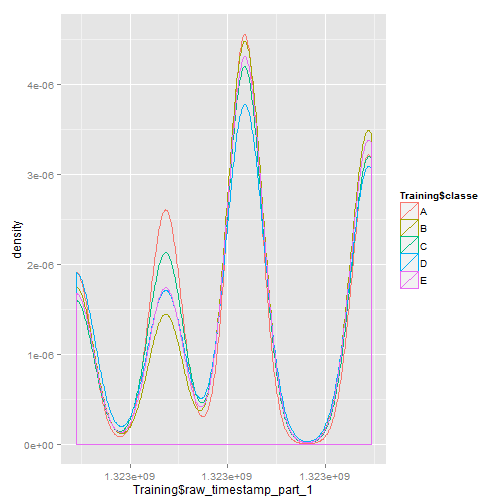 4e-06
3e-06
2e-06
1e-06
0e+00
density
1.323e+09 1.323e+09 1.323e+09
Training$raw_timestamp_part_1
Training$classe
A
B
C
D
E